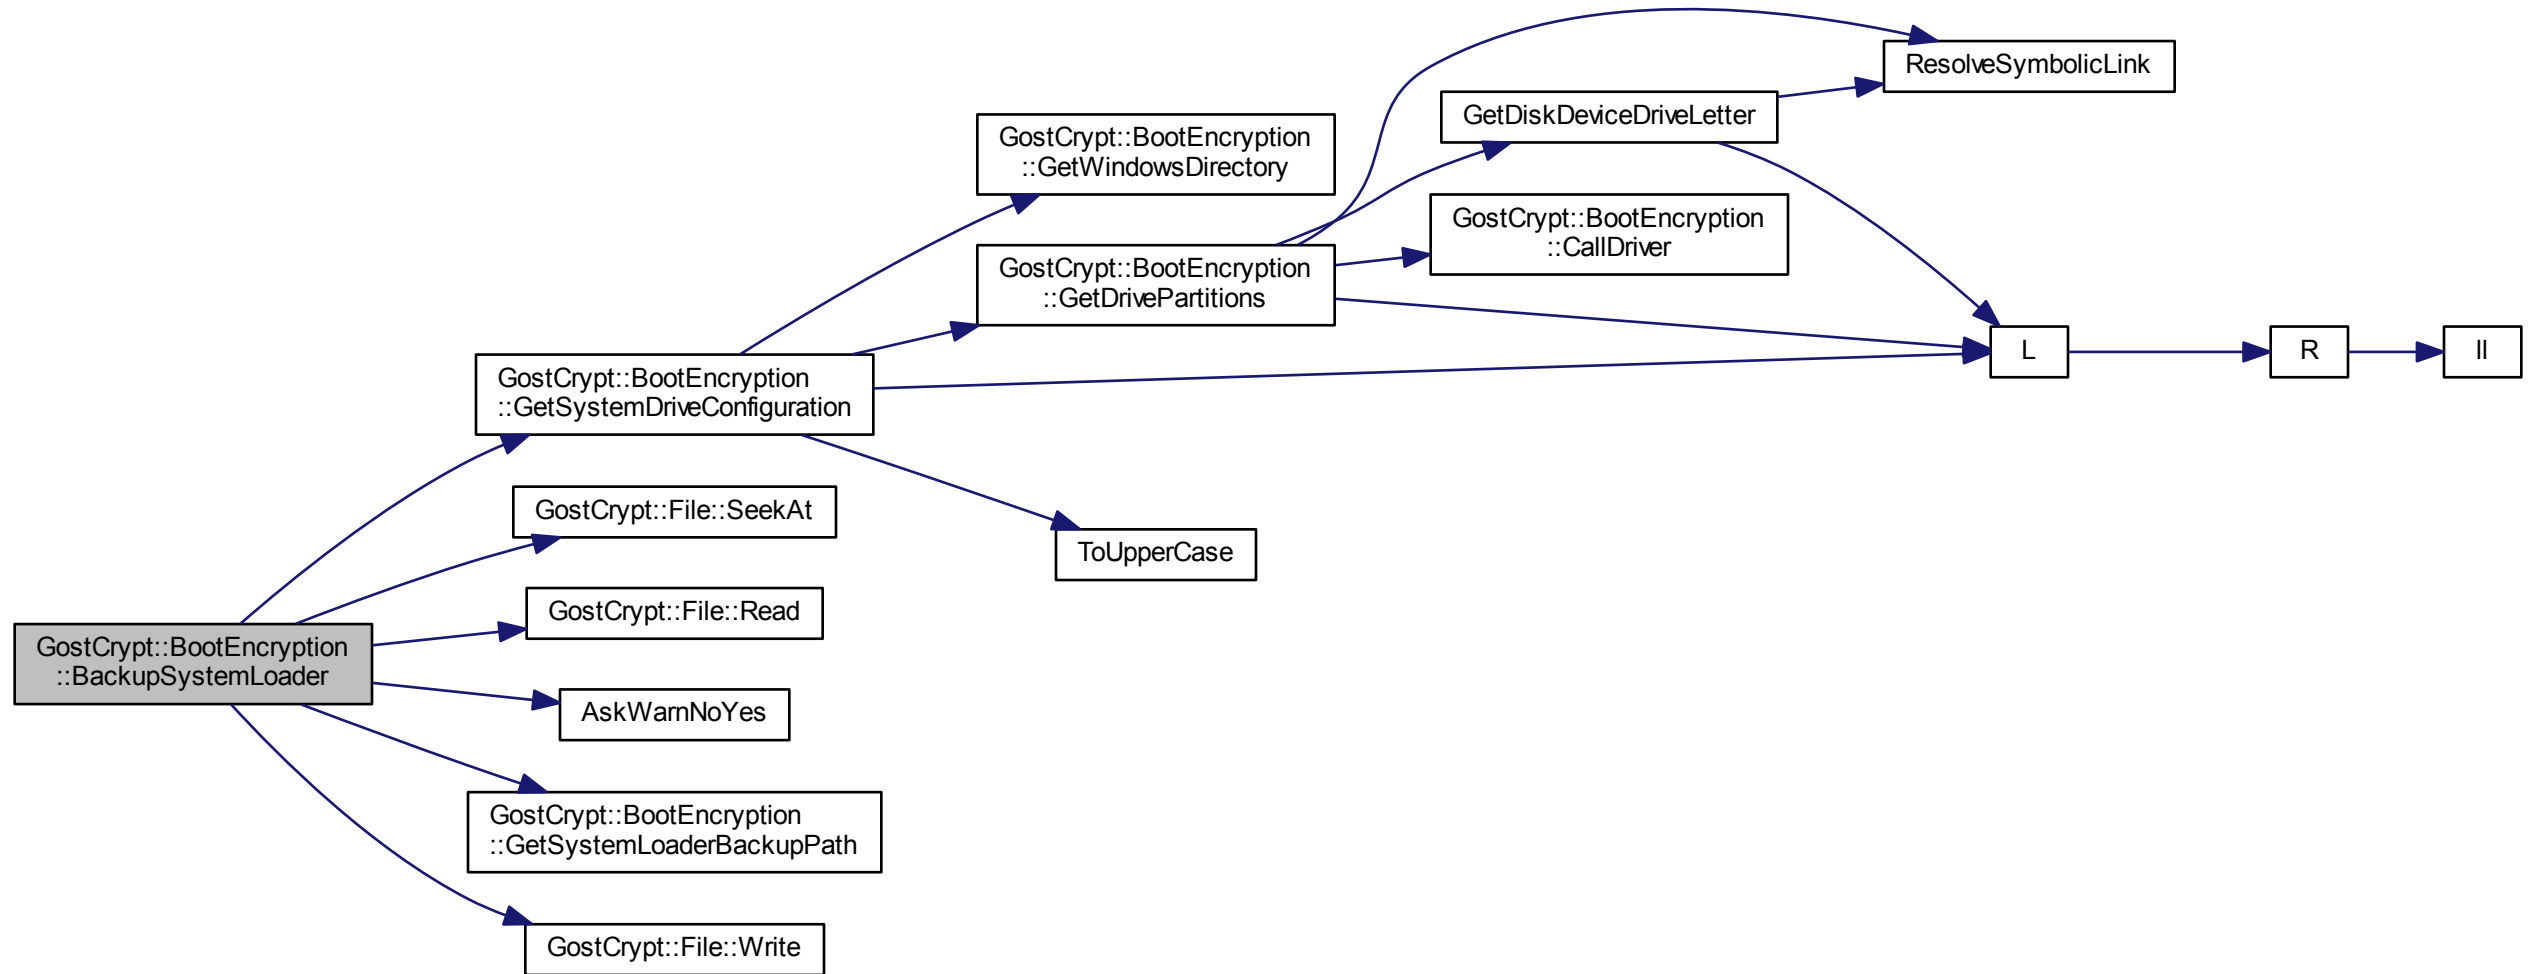 ResolveSymbolicLink
GetDiskDeviceDriveLetter
GostCrypt::BootEncryption
::GetWindowsDirectory
GostCrypt::BootEncryption
::CallDriver
GostCrypt::BootEncryption
::GetDrivePartitions
L
R
ll
GostCrypt::BootEncryption
::GetSystemDriveConfiguration
GostCrypt::File::SeekAt
ToUpperCase
GostCrypt::File::Read
GostCrypt::BootEncryption
::BackupSystemLoader
AskWarnNoYes
GostCrypt::BootEncryption
::GetSystemLoaderBackupPath
GostCrypt::File::Write